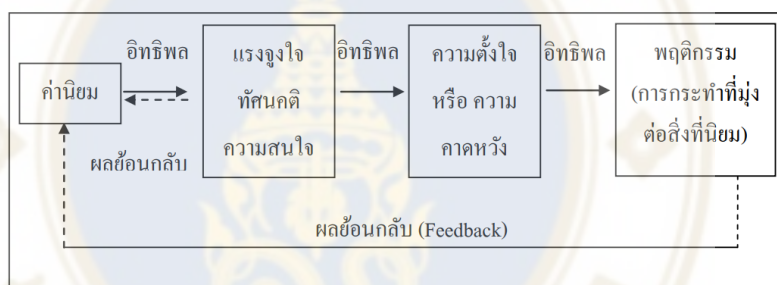 ค่านิยม
อิทธิพล
ผลย้อนกลับ
แรงจูงใจ
ทัศนคติ
ความสนใจ
อิทธิพล
ความตั้งใจ
หรือ ความ
คาดหวัง
อิทธิพล
พฤติกรรม
(การกระทำที่มุ่ง
ต่อสิ่งที่นิยม)
ผลย้อนกลับ (Feedback)